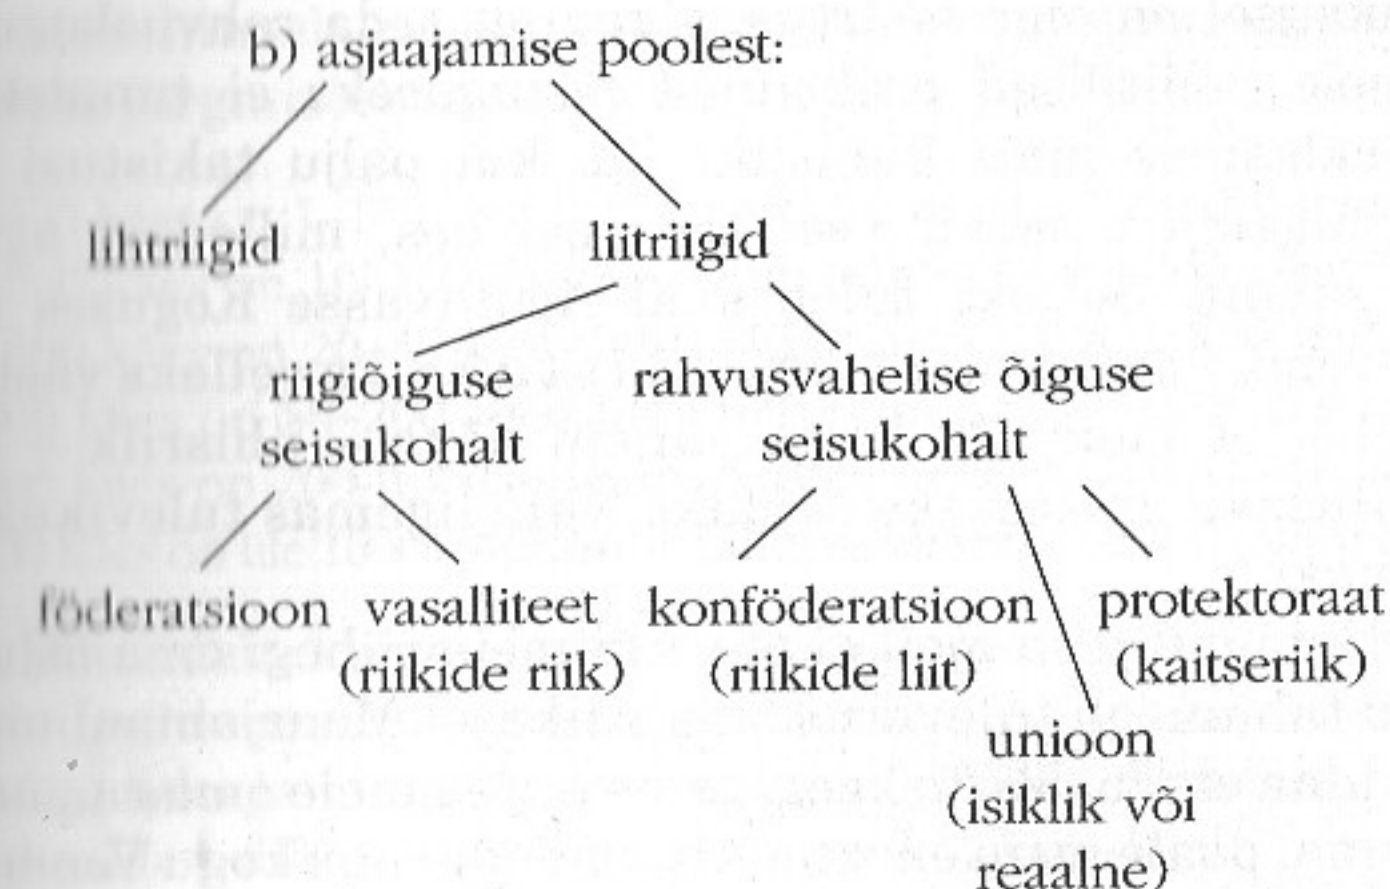 b) asjaajamise poolest:
lihtriigid liitriigid
riigiõiguse rahvusvahelise õiguse
seisukohalt seisukohalt
föderatsioon vasalliteet konföderatsioon protektoraat
(riikide riik) (riikide liit) (kaitseriik)
unioon
(isiklik või
reaalne)